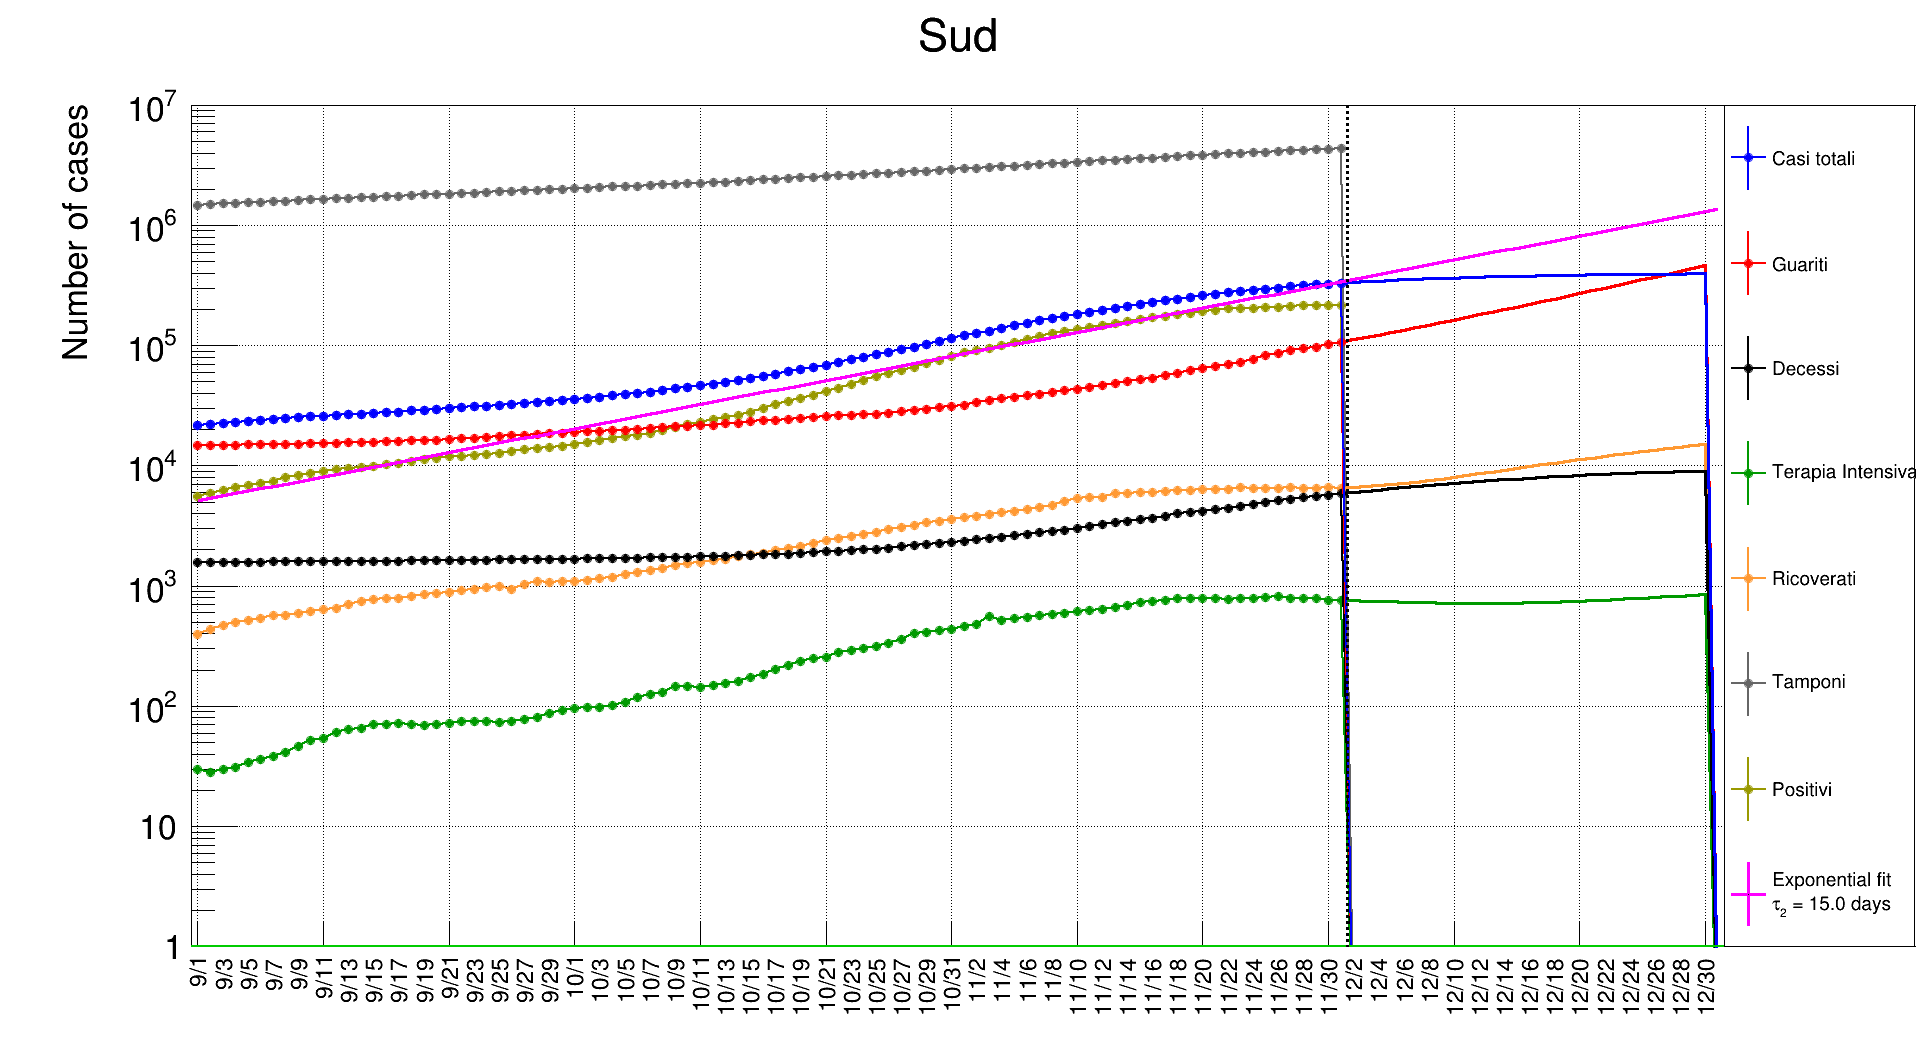 Sud
Number of cases
10^7
10^6
10^5
10^4
10^3
10^2
10
1
9/1 9/3 9/5 9/7 9/9 9/11 9/13 9/15 9/17 9/19 9/21 9/23 9/25 9/27 9/29 10/1 10/3 10/5 10/7 10/9 10/11 10/13 10/15 10/17 10/19 10/21 10/23 10/25 10/27 10/29 10/31 11/2 11/4 11/6 11/8 11/10 11/12 11/14 11/16 11/18 11/20 11/22 11/24 11/26 11/28 11/30 12/2 12/4 12/6 12/8 12/10 12/12 12/14 12/16 12/18 12/20 12/22 12/24 12/26 12/28 12/30
Casi totali
Guariti
Decessi
Terapia Intensiva
Ricoverati
Tamponi
Positivi
Exponential fit
τ_2 = 15.0 days